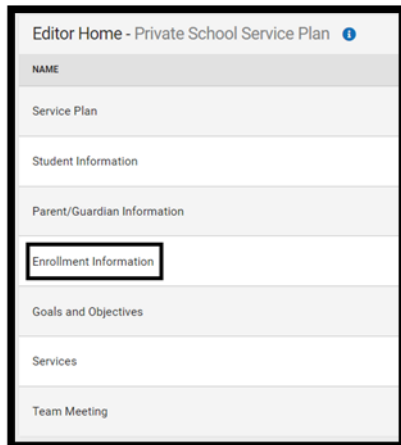 Editor Home - Private School Service Plan
NAME
Service Plan
Student Information
Parent/Guardian Information
Enrollment Information
Goals and Objectives
Services
Team Meeting